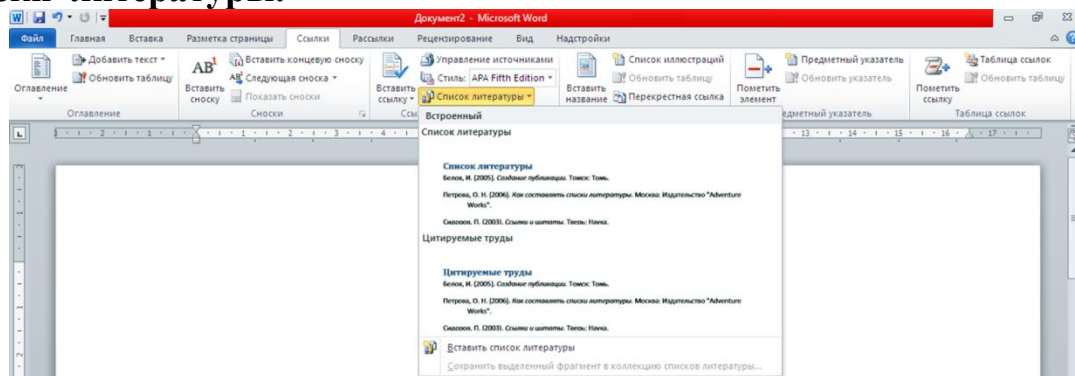 литературы.
Документ2 - Microsoft Word
Файл Главная Вставка Разметка страницы Ссылки Рассылки Рецензирование Вид Надстройки
Оглавление
Добавить текст
Обновить таблицу
Оглавление
AB1
Вставить сноску
Вставить концевую сноску
Следующая сноска
Показать сноски
Сноски
Вставить ссылку
Управление источниками
Стиль: APA Fifth Edition
Список литературы
Ссы
Вставить название
Список иллюстраций
Обновить таблицу
Перекрестная ссылка
Пометить элемент
Предметный указатель
Обновить указатель
едметный указатель
Пометить ссылку
Таблица ссылок
Обновить таблицу
Таблица ссылок
Встроенный
Список литературы
Список литературы
Белов, И. (2005). Создание публикации. Томск: Томь.
Петрова, О. Н. (2006). Как составлять списки литературы. Москва: Издательство "Adventure
Works".
Сидоров, П. (2003). Ссылки и цитаты. Тверь: Наука.
Цитируемые труды
Цитируемые труды
Белов, И. (2005). Создание публикации. Томск: Томь.
Петрова, О. Н. (2006). Как составлять списки литературы. Москва: Издательство "Adventure
Works".
Сидоров, П. (2003). Ссылки и цитаты. Тверь: Наука.
Вставить список литературы
Сохранить выделенный фрагмент в коллекцию списков литературы...